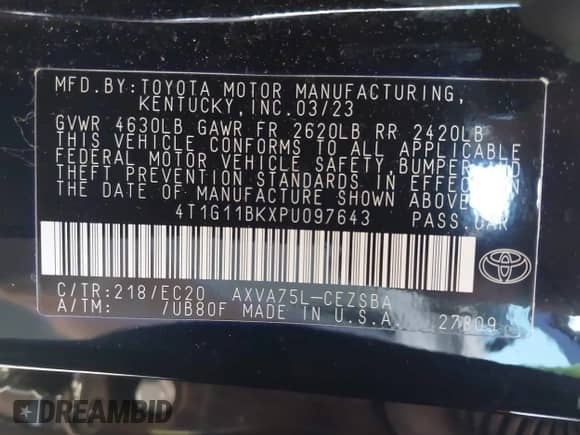 MFD.BY:TOYOTA MOTOR MANUFACTURING,
KENTUCKY,INC.03/23
GVWR 4630LB GAWR FR 2620LB RR 2420LB
THIS VEHICLE CONFORMS TO ALL APPLICABLE
FEDERAL MOTOR VEHICLE SAFETY,BUMPER AND
THEFT PREVENTION STANDARDS IN EFFECT ON
THE DATE OF MANUFACTURE SHOWN ABOVE.
4T1G11BKXPU097643 PASS.CAR
C/TR:218/EC20 AXVA75L-CEZSBA
A/TM: /UB80F MADE IN U.S.A. 27809
DREAMBID